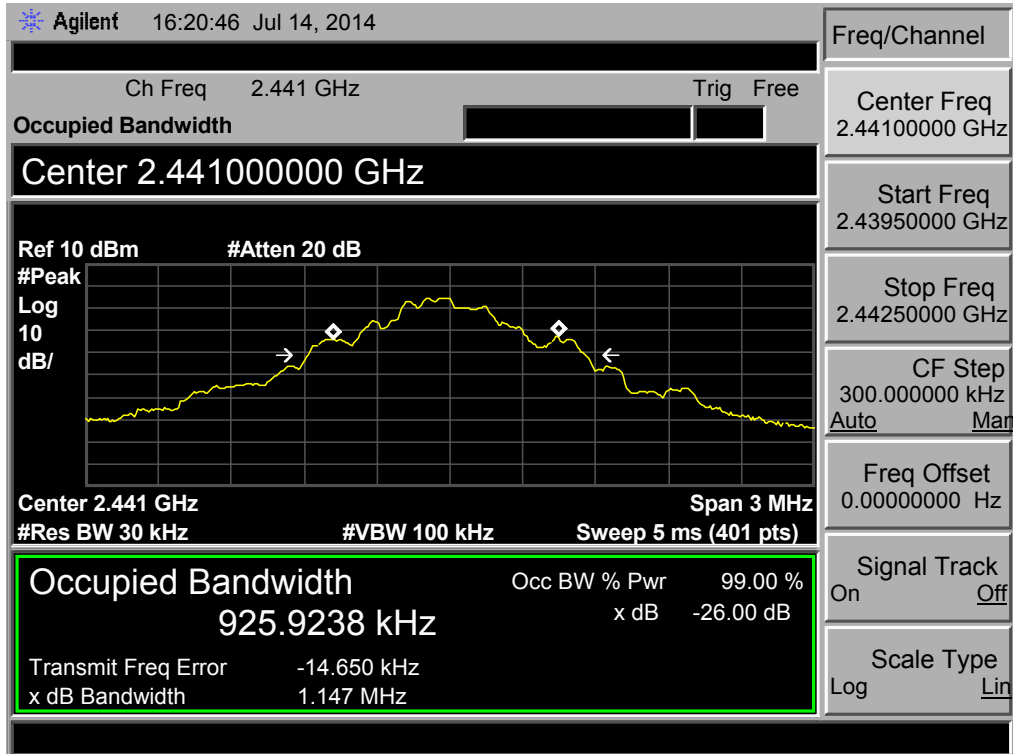 Agilent 16:20:46 Jul 14, 2014
Freq/Channel
Ch Freq 2.441 GHz Trig Free
Occupied Bandwidth
Center 2.441000000 GHz
Ref 10 dBm #Atten 20 dB
#Peak
Log
10
dB/
Center 2.441 GHz Span 3 MHz
#Res BW 30 kHz #VBW 100 kHz Sweep 5 ms (401 pts)
Occupied Bandwidth Occ BW % Pwr 99.00 %
925.9238 kHz x dB -26.00 dB
Transmit Freq Error -14.650 kHz
x dB Bandwidth 1.147 MHz
Center Freq
2.44100000 GHz
Start Freq
2.43950000 GHz
Stop Freq
2.44250000 GHz
CF Step
300.000000 kHz
Auto Man
Freq Offset
0.00000000 Hz
Signal Track
On Off
Scale Type
Log Lin